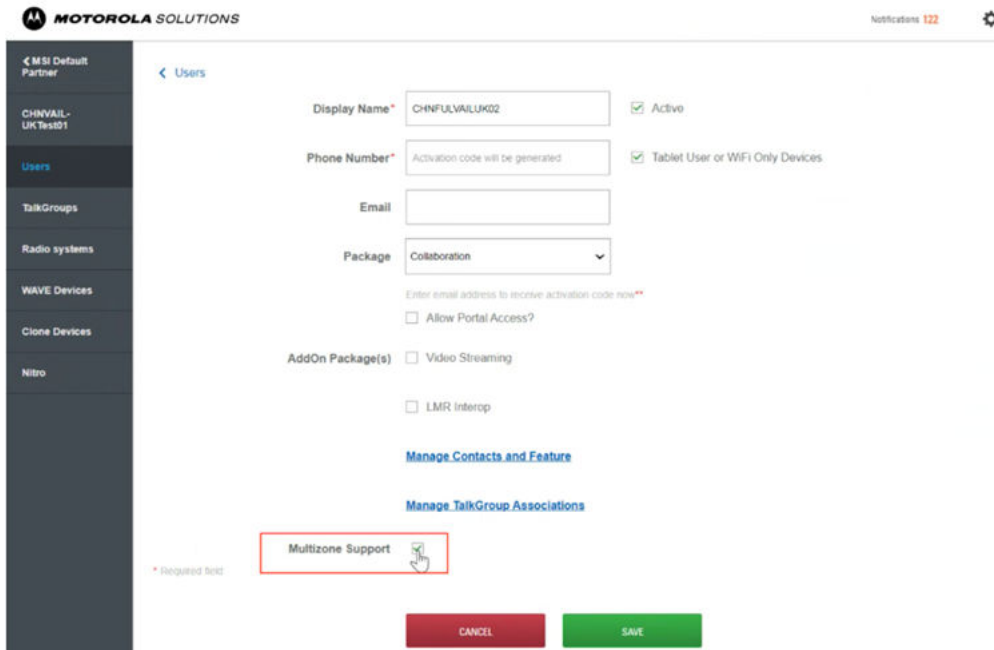 MOTOROLA SOLUTIONS
Notifications 122
MSI Default
Partner
CHNVAIL-
UKTest01
Users
TalkGroups
Radio systems
WAVE Devices
Clone Devices
Nitro
Users
Display Name*
CHNFULVAILUK02
Active
Phone Number*
Activation code will be generated
Tablet User or WiFi Only Devices
Email
Package
Collaboration
Enter email address to receive activation code now**
Allow Portal Access?
AddOn Package(s)
Video Streaming
LMR Interop
Manage Contacts and Feature
Manage TalkGroup Associations
Multizone Support
* Required field
CANCEL
SAVE